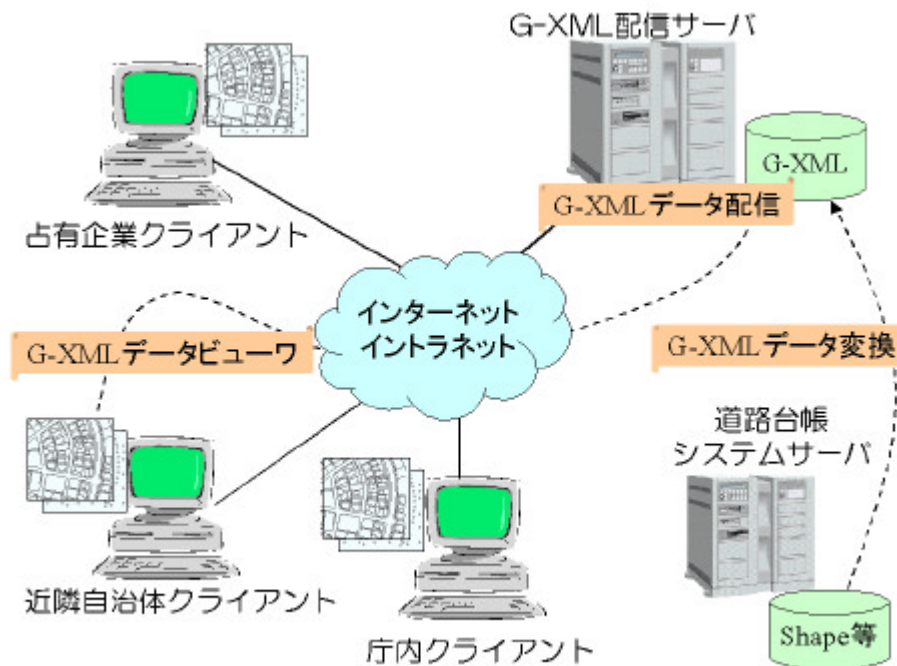 G-XML配信サーバ
G-XML
G-XMLデータ配信
占有企業クライアント
インターネット
イントラネット
G-XMLデータビューワ
G-XMLデータ変換
道路台帳
システムサーバ
近隣自治体クライアント
庁内クライアント
Shape等